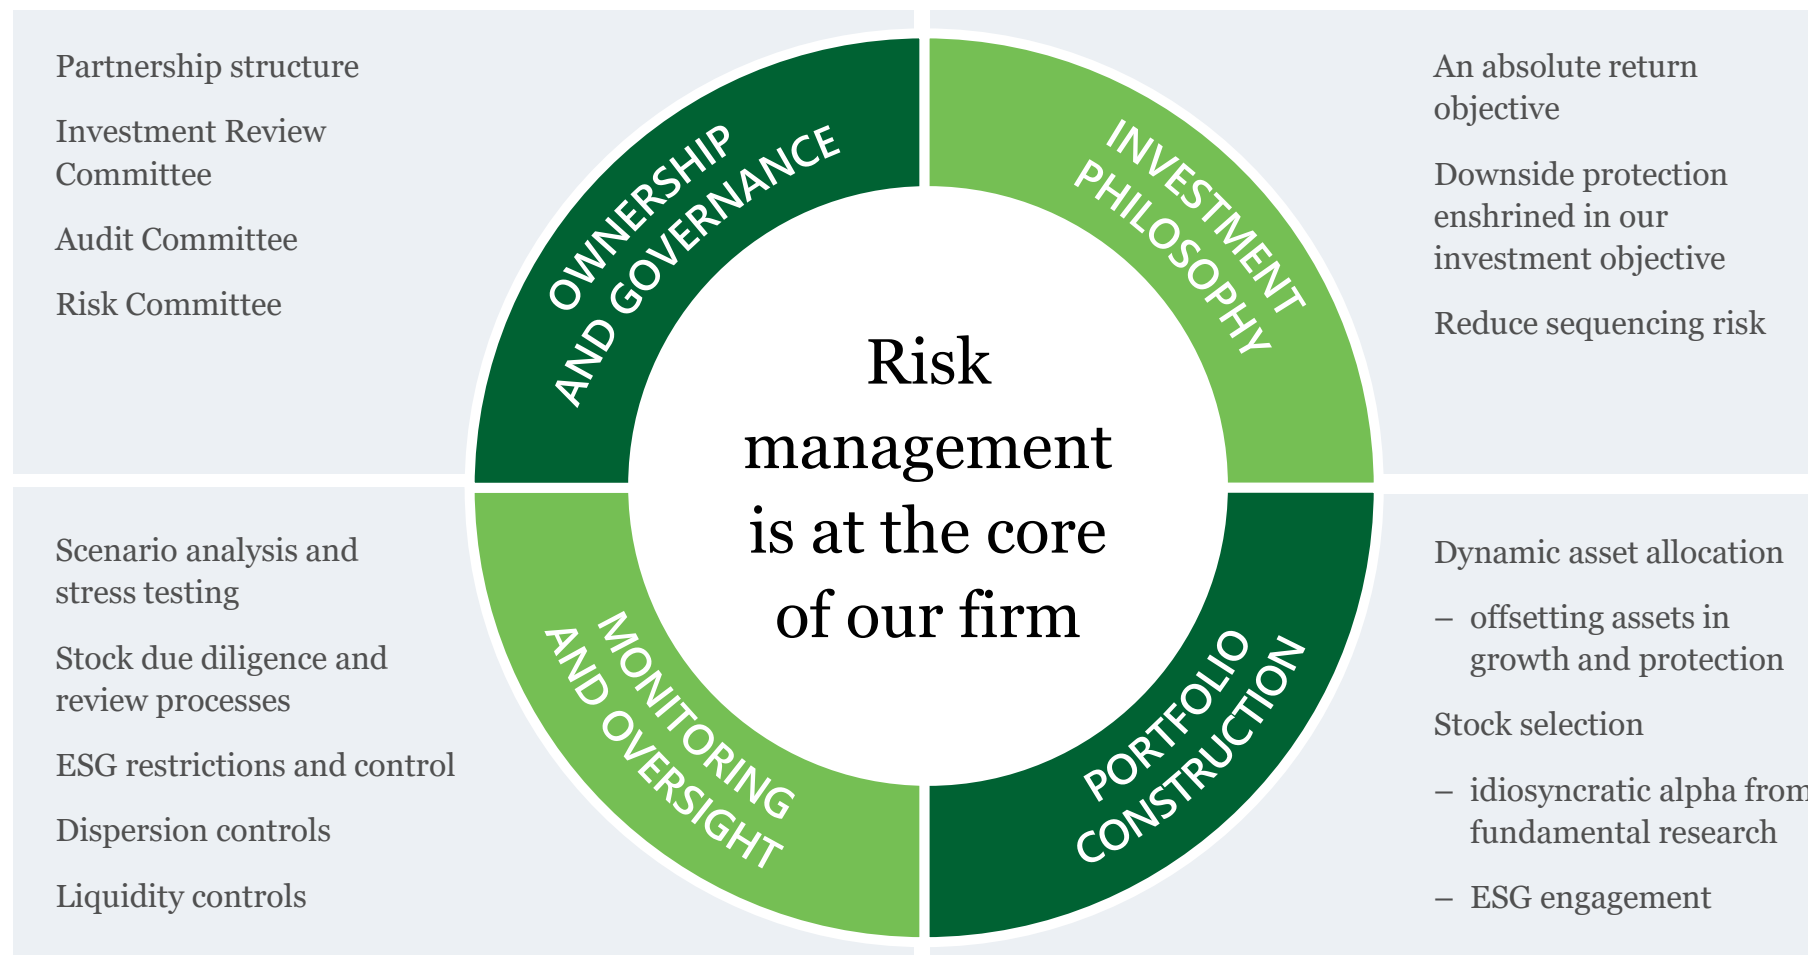 Partnership structure
Investment Review
Committee
Audit Committee
Risk Committee
OWNERSHIP
AND GOVERNANCE
INVESTMENT
PHILOSOPHY
An absolute return
objective
Downside protection
enshrined in our
investment objective
Reduce sequencing risk
Risk
management
is at the core
of our firm
Scenario analysis and
stress testing
Stock due diligence and
review processes
ESG restrictions and control
Dispersion controls
Liquidity controls
MONITORING
AND OVERSIGHT
PORTFOLIO
CONSTRUCTION
Dynamic asset allocation
– offsetting assets in
growth and protection
Stock selection
– idiosyncratic alpha from
fundamental research
– ESG engagement